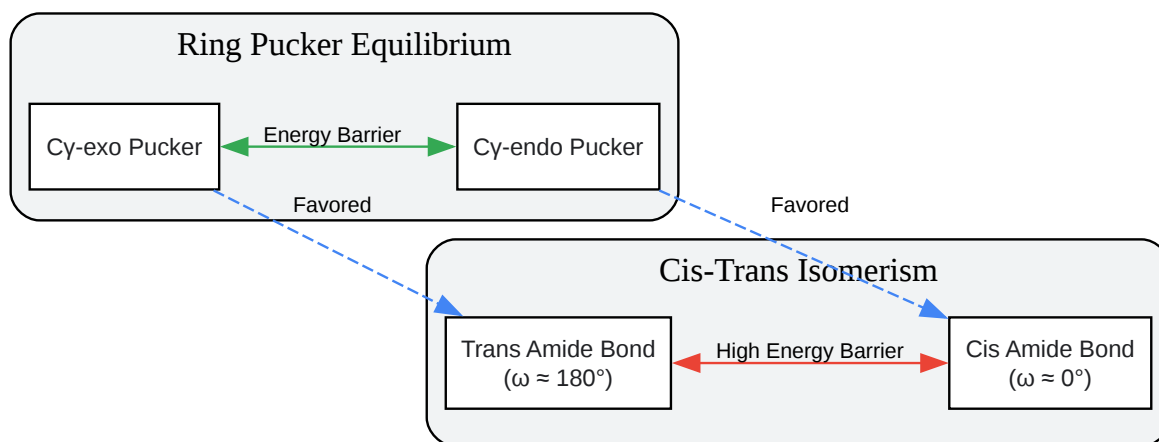 Ring Pucker Equilibrium
Cγ-exo Pucker
Energy Barrier
Cγ-endo Pucker
Favored
Favored
Cis-Trans Isomerism
Trans Amide Bond
(ω ≈ 180°)
High Energy Barrier
Cis Amide Bond
(ω ≈ 0°)